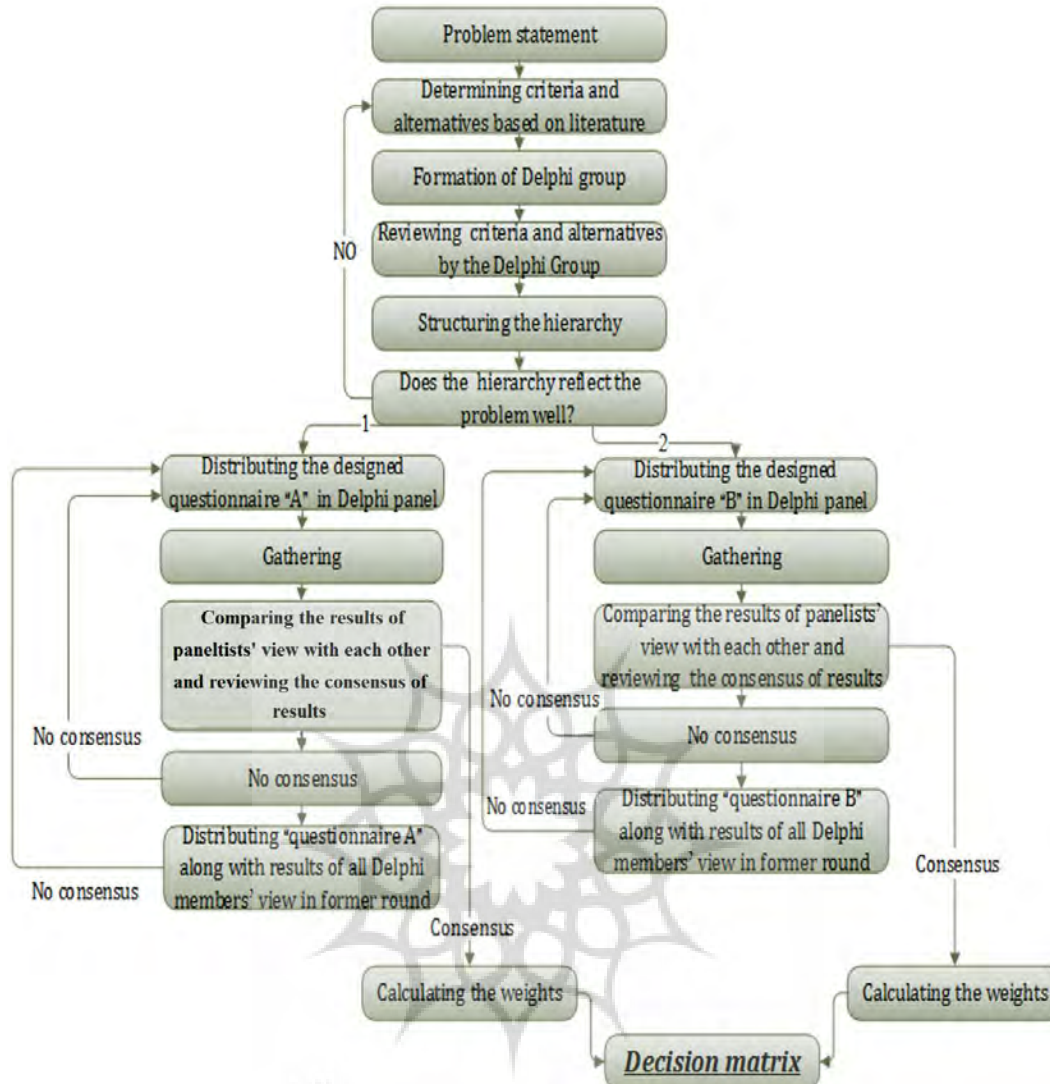 Problem statement
Determining criteria and
alternatives based on literature
Formation of Delphi group
Reviewing criteria and alternatives
by the Delphi Group
NO
Structuring the hierarchy
Does the hierarchy reflect the
problem well?
1
2
Distributing the designed
questionnaire "A" in Delphi panel
Gathering
Comparing the results of
paneltists' view with each other
and reviewing the consensus of
results
No consensus
No consensus
Distributing "questionnaire A"
along with results of all Delphi
members' view in former round
No consensus
Consensus
Calculating the weights
Distributing the designed
questionnaire "B" in Delphi panel
Gathering
Comparing the results of panelists'
view with each other and
reviewing the consensus of results
No consensus
No consensus
Distributing "questionnaire B"
along with results of all Delphi
members' view in former round
No consensus
Consensus
Calculating the weights
Decision matrix